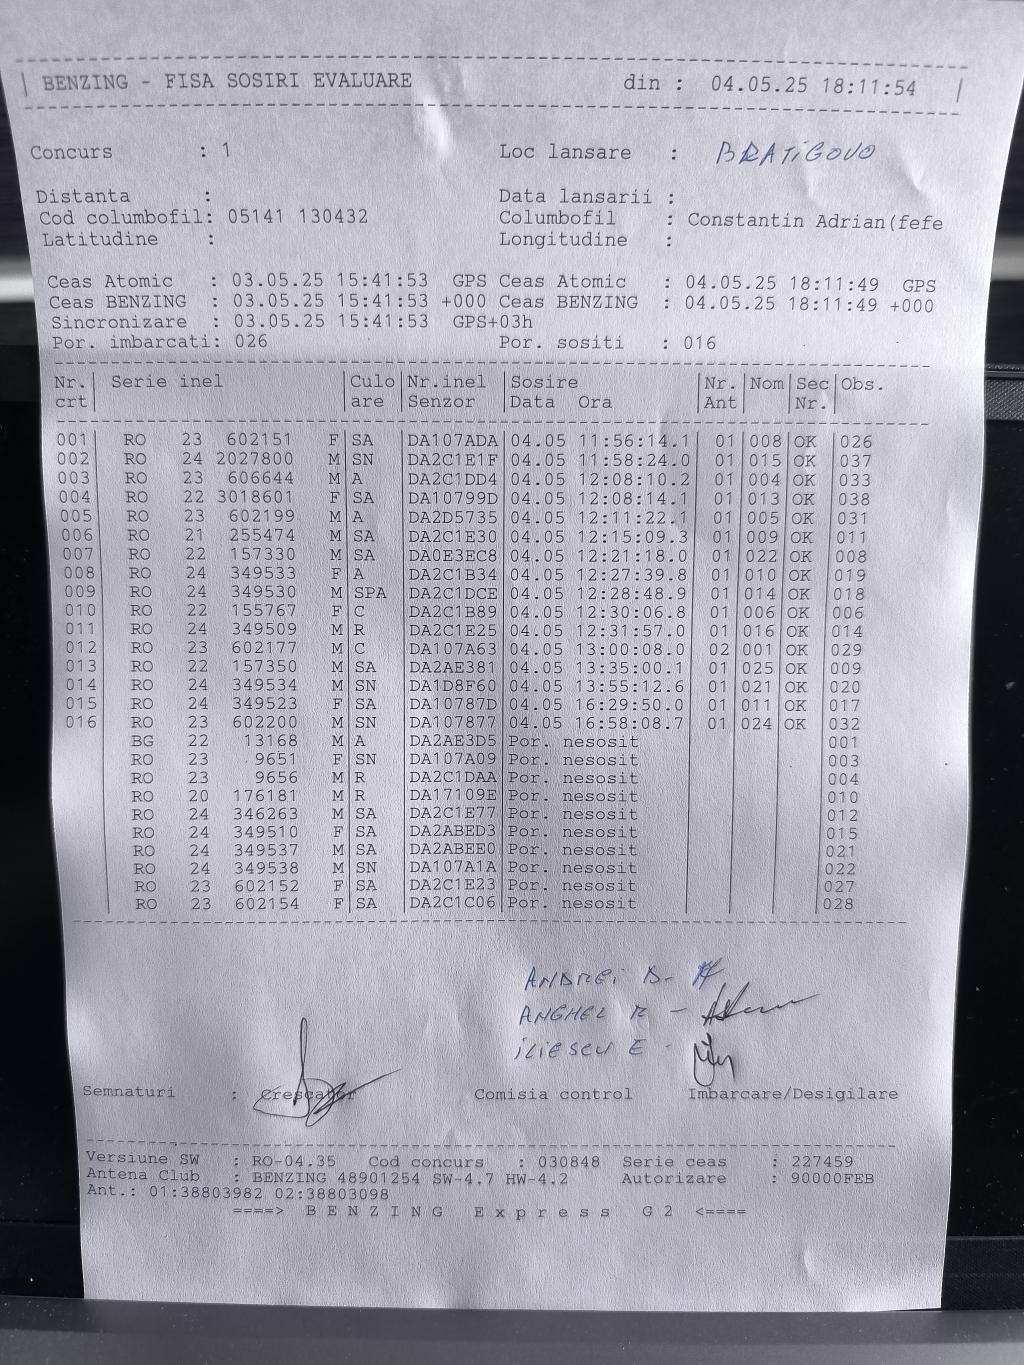 BENZING - FISA SOSIRI EVALUARE din : 04.05.25 18:11:54
Concurs : 1 Loc lansare : BRATIGOVO
Distanta : Data lansarii :
Cod columbofil: 05141 130432 Columbofil : Constantin Adrian(fefe
Latitudine : Longitudine :
Ceas Atomic : 03.05.25 15:41:53 GPS Ceas Atomic : 04.05.25 18:11:49 GPS
Ceas BENZING : 03.05.25 15:41:53 +000 Ceas BENZING : 04.05.25 18:11:49 +000
Sincronizare : 03.05.25 15:41:53 GPS+03h
Por. imbarcati: 026 Por. sositi : 016
Nr.| Serie inel |Culo|Nr.inel |Sosire |Nr.|Nom|Sec|Obs.
crt| |are |Senzor |Data Ora |Ant| |Nr.|
001| RO 23 602151 F|SA |DA107ADA|04.05 11:56:14.1| 01|008|OK |026
002| RO 24 2027800 M|SN |DA2C1E1F|04.05 11:58:24.0| 01|015|OK |037
003| RO 23 606644 M|A |DA2C1DD4|04.05 12:08:10.2| 01|004|OK |033
004| RO 22 3018601 F|SA |DA10799D|04.05 12:08:14.1| 01|013|OK |038
005| RO 23 602199 M|A |DA2D5735|04.05 12:11:22.1| 01|005|OK |031
006| RO 21 255474 M|SA |DA2C1E30|04.05 12:15:09.3| 01|009|OK |011
007| RO 22 157330 M|SA |DA0E3EC8|04.05 12:21:18.0| 01|022|OK |008
008| RO 24 349533 F|A |DA2C1B34|04.05 12:27:39.8| 01|010|OK |019
009| RO 24 349530 M|SPA |DA2C1DCE|04.05 12:28:48.9| 01|014|OK |018
010| RO 22 155767 F|C |DA2C1B89|04.05 12:30:06.8| 01|006|OK |006
011| RO 24 349509 M|R |DA2C1E25|04.05 12:31:57.0| 01|016|OK |014
012| RO 23 602177 M|C |DA107A63|04.05 13:00:08.0| 02|001|OK |029
013| RO 22 157350 M|SA |DA2AE381|04.05 13:35:00.1| 01|025|OK |009
014| RO 24 349534 M|SN |DA1D8F60|04.05 13:55:12.6| 01|021|OK |020
015| RO 24 349523 F|SA |DA10787D|04.05 16:29:50.0| 01|011|OK |017
016| RO 23 602200 M|SN |DA107877|04.05 16:58:08.7| 01|024|OK |032
BG 22 13168 M|A |DA2AE3D5|Por. nesosit | | | |001
RO 23 9651 F|SN |DA107A09|Por. nesosit | | | |003
RO 23 9656 M|R |DA2C1DAA|Por. nesosit | | | |004
RO 20 176181 M|R |DA17109E|Por. nesosit | | | |010
RO 24 346263 M|SA |DA2C1E77|Por. nesosit | | | |012
RO 24 349510 F|SA |DA2ABED3|Por. nesosit | | | |015
RO 24 349537 M|SA |DA2ABEE0|Por. nesosit | | | |021
RO 24 349538 M|SN |DA107A1A|Por. nesosit | | | |022
RO 23 602152 F|SA |DA2C1E23|Por. nesosit | | | |027
RO 23 602154 F|SA |DA2C1C06|Por. nesosit | | | |028
ANDREI D-
ANGHEL R -
iLiESCU E -
Semnaturi : Crescator Comisia control Imbarcare/Desigilare
Versiune SW : RO-04.35 Cod concurs : 030848 Serie ceas : 227459
Antena Club : BENZING 48901254 SW-4.7 HW-4.2 Autorizare : 90000FEB
Ant.: 01:38803982 02:38803098
====> B E N Z I N G E x p r e s s G 2 <====